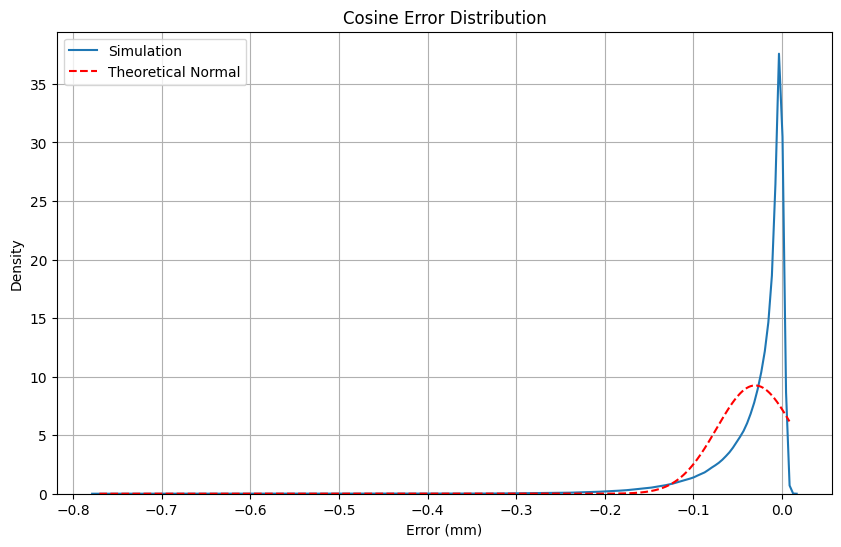 Cosine Error Distribution
Simulation
Theoretical Normal
Density
35
30
25
20
15
10
5
0
−0.8 −0.7 −0.6 −0.5 −0.4 −0.3 −0.2 −0.1 0.0
Error (mm)